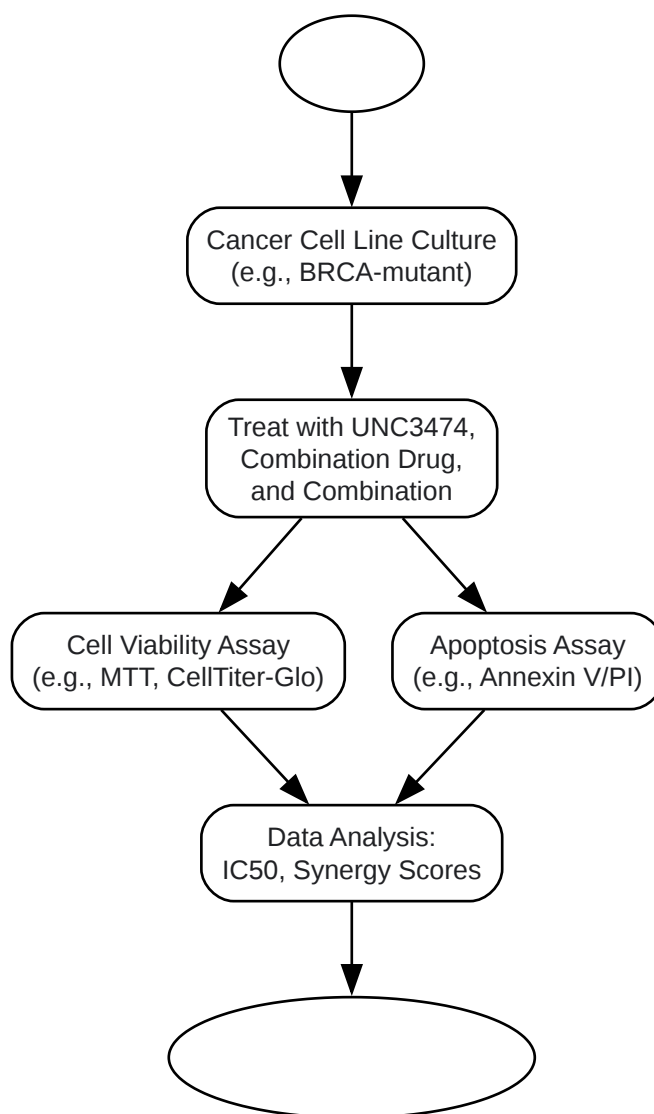 Cancer Cell Line Culture
(e.g., BRCA-mutant)
Treat with UNC3474,
Combination Drug,
and Combination
Cell Viability Assay
(e.g., MTT, CellTiter-Glo)
Apoptosis Assay
(e.g., Annexin V/PI)
Data Analysis:
IC50, Synergy Scores